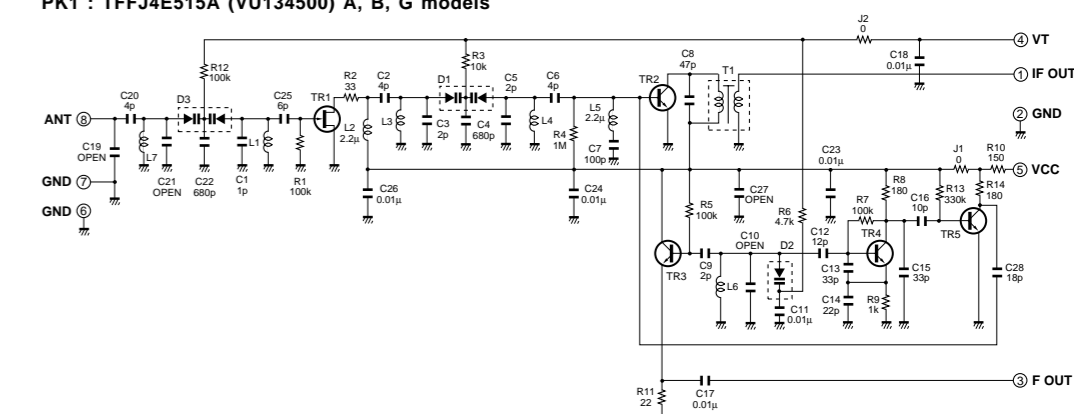 PK1 : TFFJ4E515A (VU134500) A, B, G models
J2
0
④ VT
R12
100k
R3
10k
C8
47p
T1
C18
0.01µ
① IF OUT
R2
33
C2
4p
D1
C5
2p
C6
4p
TR2
C20
4p
D3
C25
6p
TR1
ANT ⑧
② GND
L2
2.2µ
L3
C3
2p
C4
680p
L4
R4
1M
L5
2.2µ
C7
100p
C19
OPEN
L7
C21
OPEN
C22
680p
C1
1p
L1
R1
100k
C23
0.01µ
J1
0
R10
150
⑤ VCC
GND ⑦
GND ⑥
C26
0.01µ
C24
0.01µ
R5
100k
C27
OPEN
R6
4.7k
R8
180
R13
330k
R14
180
R7
100k
C16
10p
C10
OPEN
D2
C12
12p
TR4
TR5
TR3
C9
2p
L6
C13
33p
C15
33p
C28
18p
C11
0.01µ
C14
22p
R9
1k
R11
22
C17
0.01µ
③ F OUT